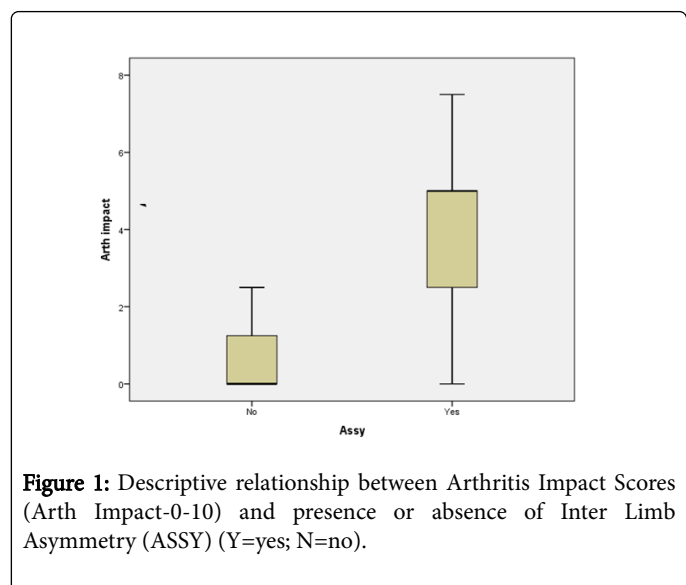 8
6
4
2
0
Arth impact
No
Yes
Assy
Figure 1: Descriptive relationship between Arthritis Impact Scores
(Arth Impact-0-10) and presence or absence of Inter Limb
Asymmetry (ASSY) (Y=yes; N=no).